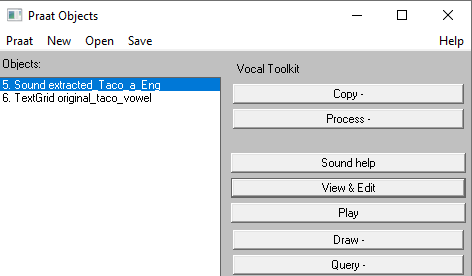 Praat Objects
Praat New Open Save Help
Objects:
5. Sound extracted_Taco_a_Eng
6. TextGrid original_taco_vowel
Vocal Toolkit
Copy -
Process -
Sound help
View & Edit
Play
Draw -
Query -